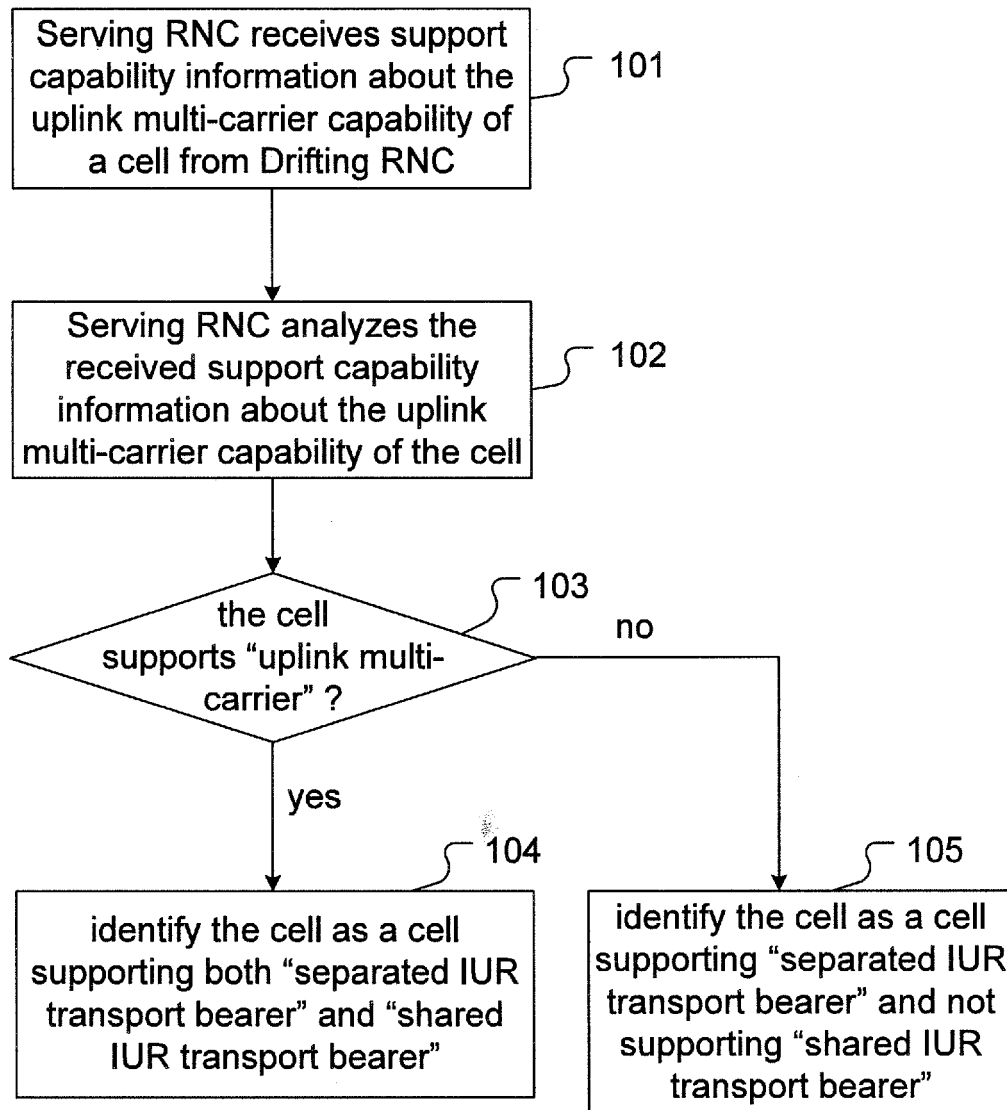 Serving RNC receives support
capability information about the
uplink multi-carrier capability of
a cell from Drifting RNC
101
Serving RNC analyzes the
received support capability
information about the uplink
multi-carrier capability of the cell
102
the cell
supports “uplink multi-
carrier” ?
103
no
yes
104
identify the cell as a cell
supporting both “separated IUR
transport bearer” and “shared
IUR transport bearer”
105
identify the cell as a cell
supporting “separated IUR
transport bearer” and not
supporting “shared IUR
transport bearer”